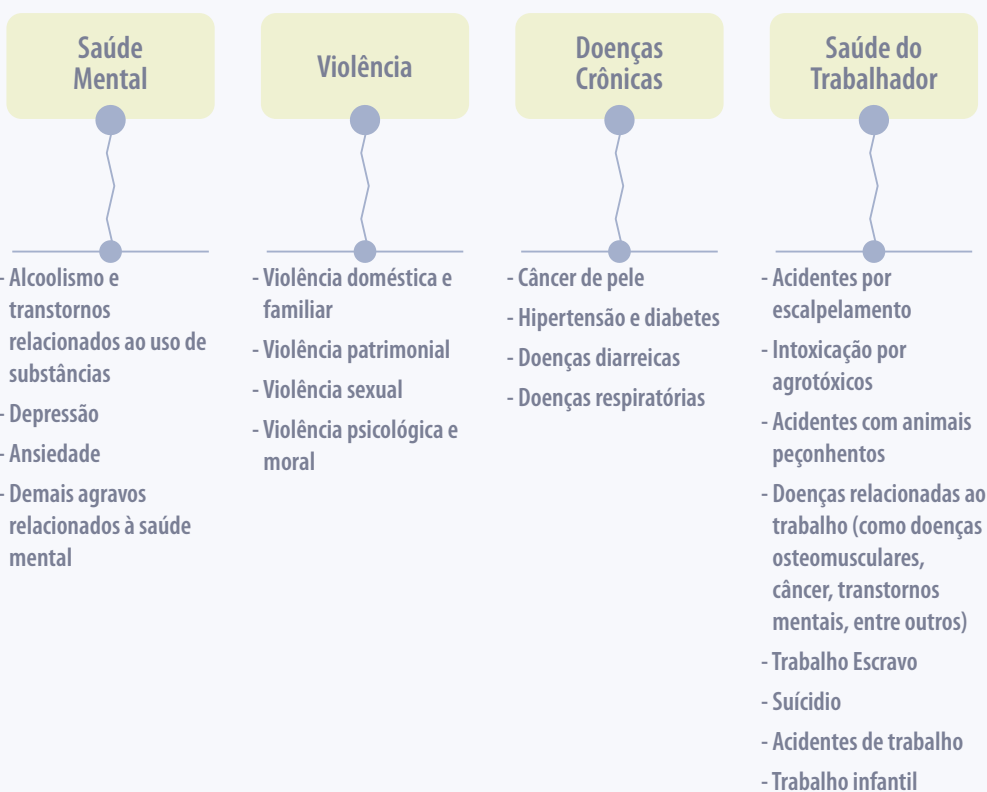 Saúde
Mental
- Alcoolismo e
transtornos
relacionados ao uso de
substâncias
- Depressão
- Ansiedade
- Demais agravos
relacionados à saúde
mental
Violência
- Violência doméstica e
familiar
- Violência patrimonial
- Violência sexual
- Violência psicológica e
moral
Doenças
Crônicas
- Câncer de pele
- Hipertensão e diabetes
- Doenças diarreicas
- Doenças respiratórias
Saúde do
Trabalhador
- Acidentes por
escalpelamento
- Intoxicação por
agrotóxicos
- Acidentes com animais
peçonhentos
- Doenças relacionadas ao
trabalho (como doenças
osteomusculares,
câncer, transtornos
mentais, entre outros)
- Trabalho Escravo
- Suícidio
- Acidentes de trabalho
- Trabalho infantil